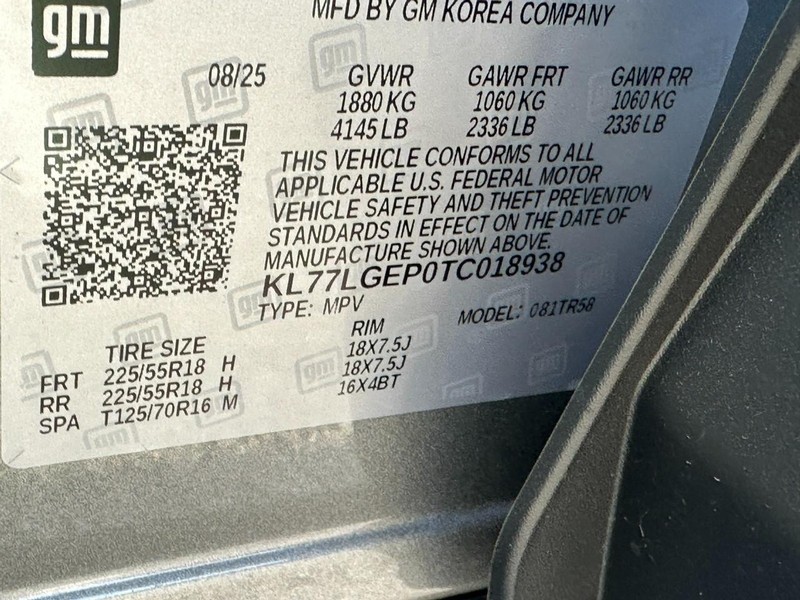 gm
MFD BY GM KOREA COMPANY
08/25 GVWR GAWR FRT GAWR RR
1880 KG 1060 KG 1060 KG
4145 LB 2336 LB 2336 LB
THIS VEHICLE CONFORMS TO ALL
APPLICABLE U.S. FEDERAL MOTOR
VEHICLE SAFETY AND THEFT PREVENTION
STANDARDS IN EFFECT ON THE DATE OF
MANUFACTURE SHOWN ABOVE.
KL77LGEP0TC018938
TYPE: MPV MODEL: 081TR58
TIRE SIZE RIM
FRT 225/55R18 H 18X7.5J
RR 225/55R18 H 18X7.5J
SPA T125/70R16 M 16X4BT